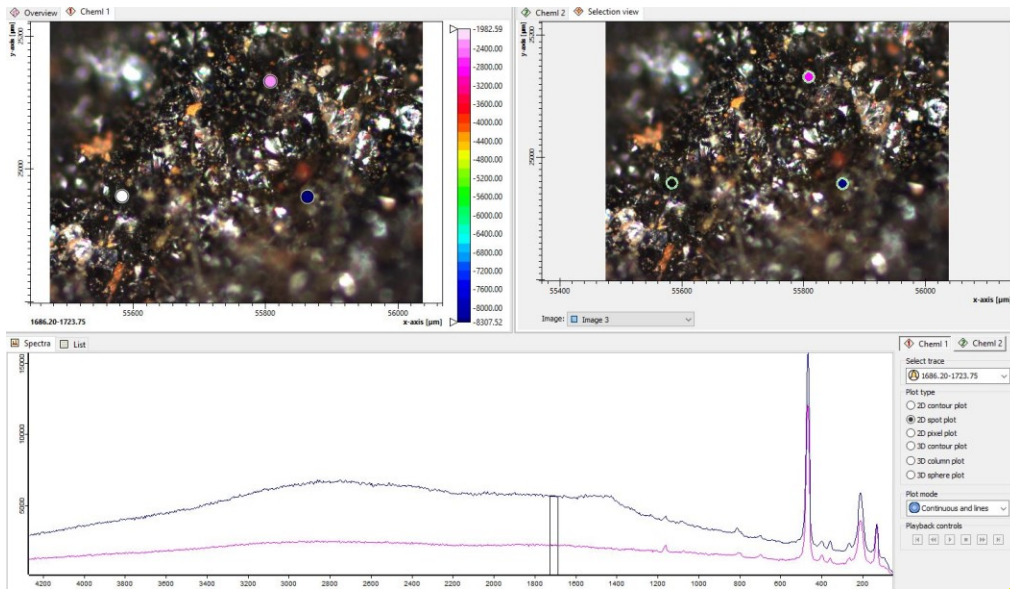 Overview Cheml 1
y-axis [µm]
25000
25000
1686.20-1723.75
55600
55800
56000
x-axis [µm]
-1982.59
-2400.00
-2800.00
-3200.00
-3600.00
-4000.00
-4400.00
-4800.00
-5200.00
-5600.00
-6000.00
-6400.00
-6800.00
-7200.00
-7600.00
-8000.00
-8307.52
Cheml 2 Selection view
y-axis [µm]
25000
25000
55400
55600
55800
56000
x-axis [µm]
Image: Image 3
Spectra List
15000
10000
5000
4200 4000 3800 3600 3400 3200 3000 2800 2600 2400 2200 2000 1800 1600 1400 1200 1000 800 600 400 200
Cheml 1 Cheml 2
Select trace
1686.20-1723.75
Plot type
2D contour plot
2D spot plot
2D pixel plot
3D contour plot
3D column plot
3D sphere plot
Plot mode
Continuous and lines
Playback controls